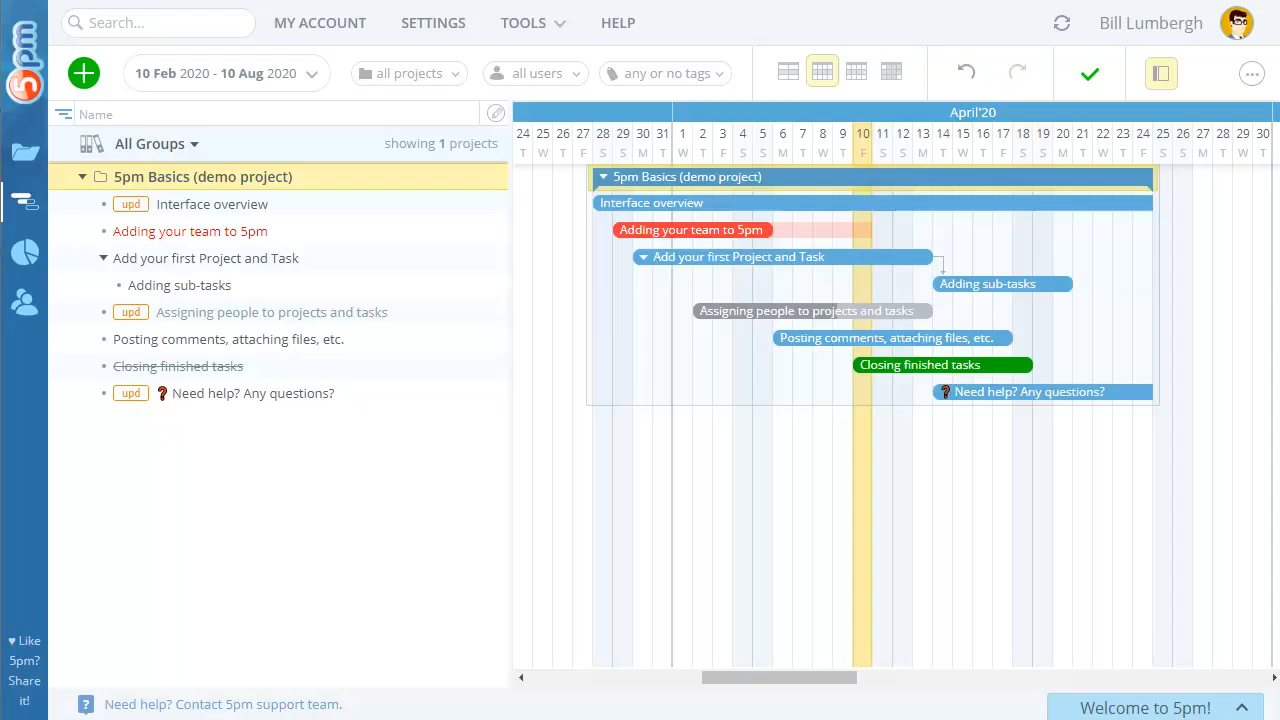 5pm
Search...
MY ACCOUNT
SETTINGS
TOOLS
HELP
Bill Lumbergh
10 Feb 2020 - 10 Aug 2020
all projects
all users
any or no tags
Name
All Groups
showing 1 projects
April'20
24 25 26 27 28 29 30 31 1 2 3 4 5 6 7 8 9 10 11 12 13 14 15 16 17 18 19 20 21 22 23 24 25 26 27 28 29 30
T W T F S S M T W T F S S M T W T F S S M T W T F S S M T W T F S S M T W T
5pm Basics (demo project)
5pm Basics (demo project)
upd Interface overview
Interface overview
Adding your team to 5pm
Adding your team to 5pm
Add your first Project and Task
Add your first Project and Task
Adding sub-tasks
Adding sub-tasks
upd Assigning people to projects and tasks
Assigning people to projects and tasks
Posting comments, attaching files, etc.
Posting comments, attaching files, etc.
Closing finished tasks
Closing finished tasks
upd ❓ Need help? Any questions?
❓ Need help? Any questions?
♥ Like
5pm?
Share
it!
? Need help? Contact 5pm support team.
Welcome to 5pm!